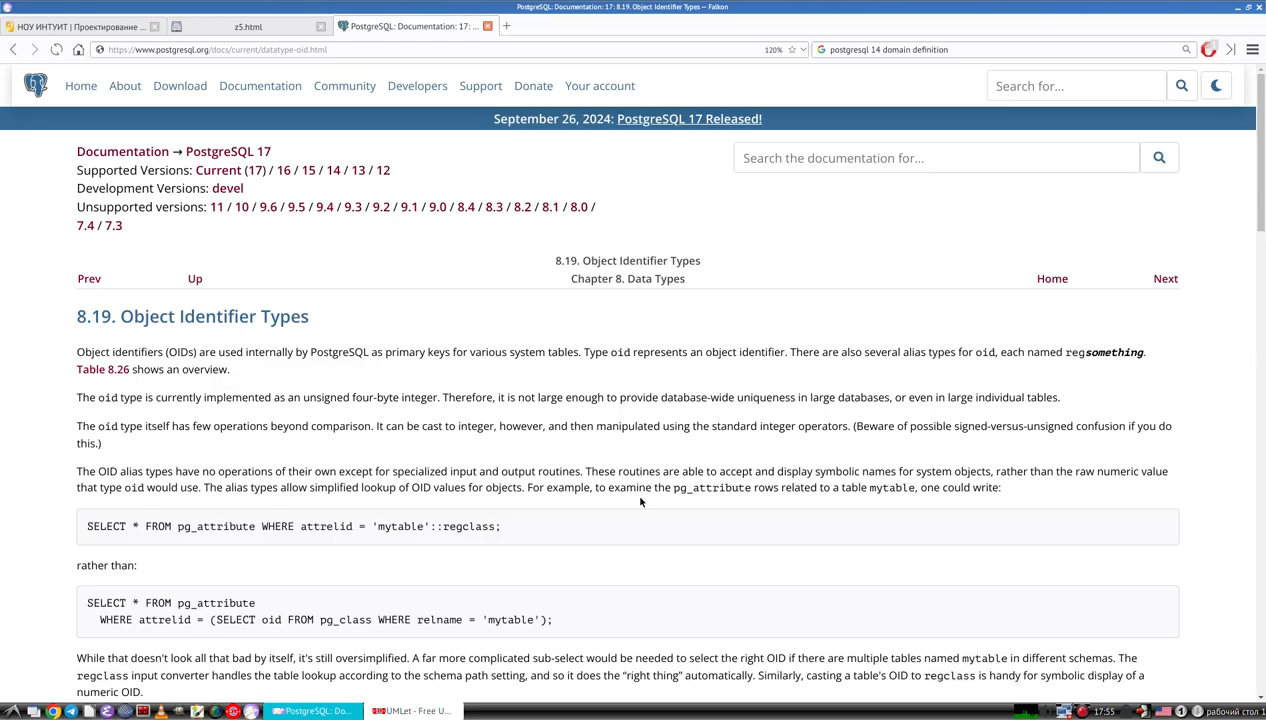 PostgreSQL: Documentation: 17: 8.19. Object Identifier Types — Falkon
НОУ ИНТУИТ | Проектирование ...
z5.html
PostgreSQL: Documentation: 17: ...
https://www.postgresql.org/docs/current/datatype-oid.html
120%
postgresql 14 domain definition
Home About Download Documentation Community Developers Support Donate Your account
Search for...
September 26, 2024: PostgreSQL 17 Released!
Documentation → PostgreSQL 17
Supported Versions: Current (17) / 16 / 15 / 14 / 13 / 12
Development Versions: devel
Unsupported versions: 11 / 10 / 9.6 / 9.5 / 9.4 / 9.3 / 9.2 / 9.1 / 9.0 / 8.4 / 8.3 / 8.2 / 8.1 / 8.0 /
7.4 / 7.3
Search the documentation for...
8.19. Object Identifier Types
Prev Up Chapter 8. Data Types Home Next
8.19. Object Identifier Types
Object identifiers (OIDs) are used internally by PostgreSQL as primary keys for various system tables. Type oid represents an object identifier. There are also several alias types for oid, each named regsomething.
Table 8.26 shows an overview.
The oid type is currently implemented as an unsigned four-byte integer. Therefore, it is not large enough to provide database-wide uniqueness in large databases, or even in large individual tables.
The oid type itself has few operations beyond comparison. It can be cast to integer, however, and then manipulated using the standard integer operators. (Beware of possible signed-versus-unsigned confusion if you do
this.)
The OID alias types have no operations of their own except for specialized input and output routines. These routines are able to accept and display symbolic names for system objects, rather than the raw numeric value
that type oid would use. The alias types allow simplified lookup of OID values for objects. For example, to examine the pg_attribute rows related to a table mytable, one could write:
SELECT * FROM pg_attribute WHERE attrelid = 'mytable'::regclass;
rather than:
SELECT * FROM pg_attribute
WHERE attrelid = (SELECT oid FROM pg_class WHERE relname = 'mytable');
While that doesn't look all that bad by itself, it's still oversimplified. A far more complicated sub-select would be needed to select the right OID if there are multiple tables named mytable in different schemas. The
regclass input converter handles the table lookup according to the schema path setting, and so it does the “right thing” automatically. Similarly, casting a table's OID to regclass is handy for symbolic display of a
numeric OID.
PostgreSQL: Do...
UMLet - Free U...
17:55
1
рабочий стол 1